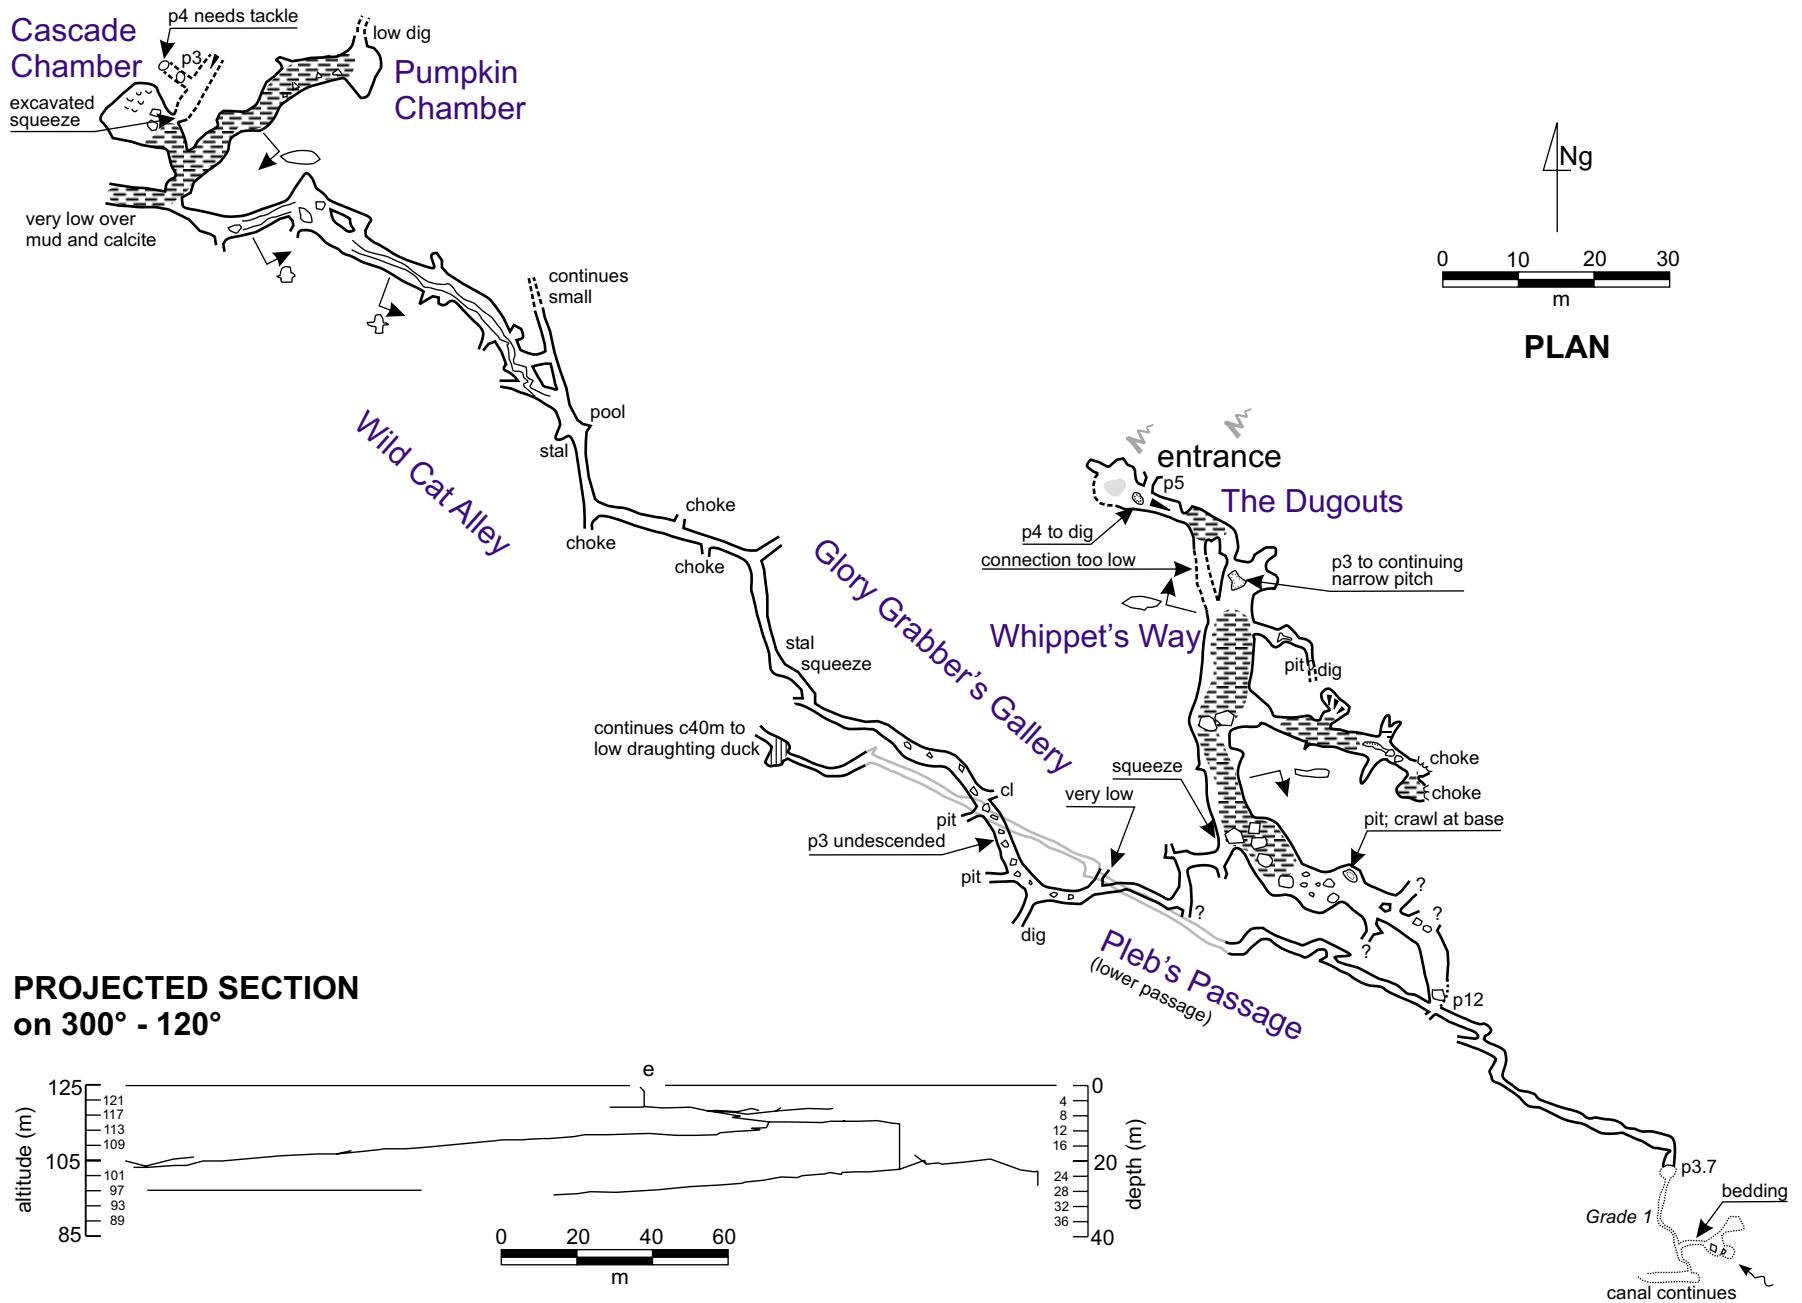 p4 needs tackle
Cascade
Chamber
p3
low dig
Pumpkin
Chamber
excavated
squeeze
very low over
mud and calcite
Ng
0 10 20 30
m
PLAN
continues
small
pool
stal
Wild Cat Alley
choke
choke
choke
entrance
p5
The Dugouts
p4 to dig
connection too low
p3 to continuing
narrow pitch
Glory Grabber's Gallery
Whippet's Way
pit
dig
stal
squeeze
continues c40m to
low draughting duck
choke
choke
squeeze
very low
cl
pit
p3 undescended
pit; crawl at base
pit
dig
?
?
?
?
Pleb's Passage
(lower passage)
p12
PROJECTED SECTION
on 300° - 120°
e
125
121
117
113
109
105
101
97
93
89
85
altitude (m)
0
4
8
12
16
20
24
28
32
36
40
depth (m)
0 20 40 60
m
p3.7
bedding
Grade 1
canal continues